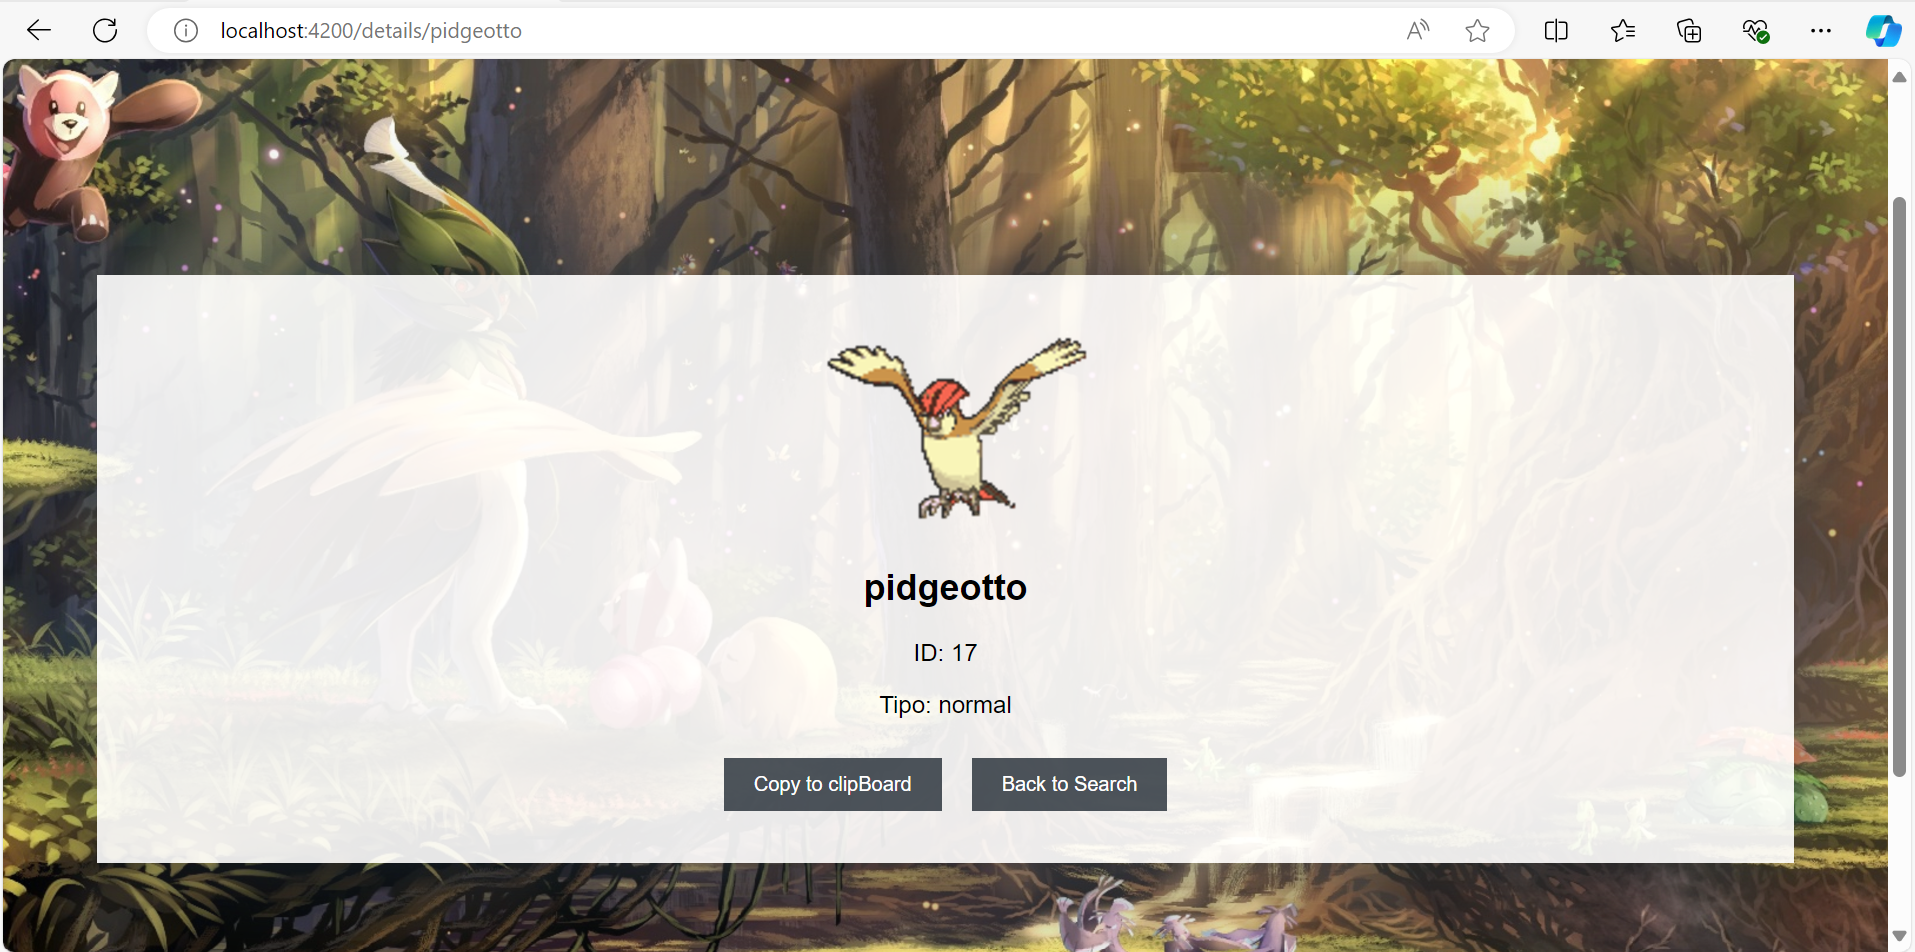 localhost:4200/details/pidgeotto
pidgeotto
ID: 17
Tipo: normal
Copy to clipBoard
Back to Search